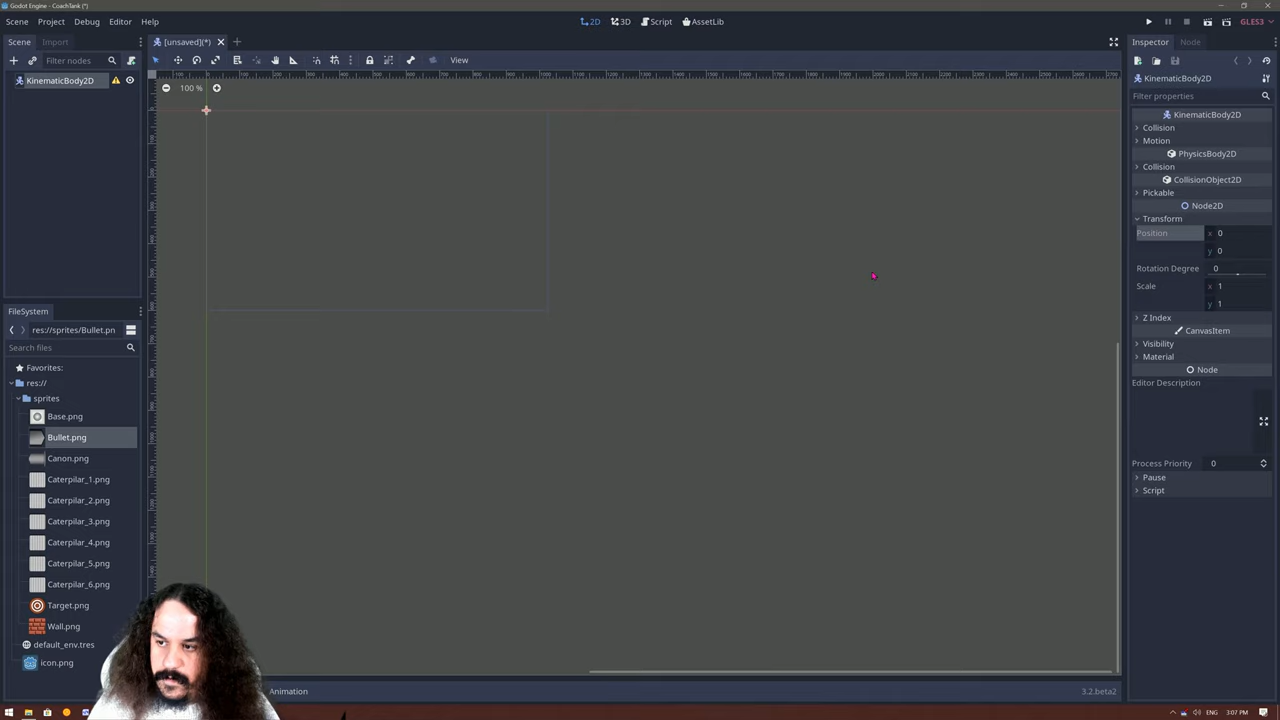 Godot Engine - CoachTank (*)
Scene Project Debug Editor Help
2D 3D Script AssetLib
GLES3
Scene Import
[unsaved](*)
Inspector Node
Filter nodes
View
KinematicBody2D
100 %
KinematicBody2D
Filter properties
KinematicBody2D
Collision
Motion
PhysicsBody2D
Collision
CollisionObject2D
Pickable
Node2D
Transform
Position x 0
y 0
Rotation Degree 0
Scale x 1
y 1
Z Index
CanvasItem
Visibility
Material
Node
Editor Description
Process Priority 0
Pause
Script
FileSystem
res://sprites/Bullet.pn
Search files
Favorites:
res://
sprites
Base.png
Bullet.png
Canon.png
Caterpilar_1.png
Caterpilar_2.png
Caterpilar_3.png
Caterpilar_4.png
Caterpilar_5.png
Caterpilar_6.png
Target.png
Wall.png
default_env.tres
icon.png
Animation
3.2.beta2
ENG 3:07 PM